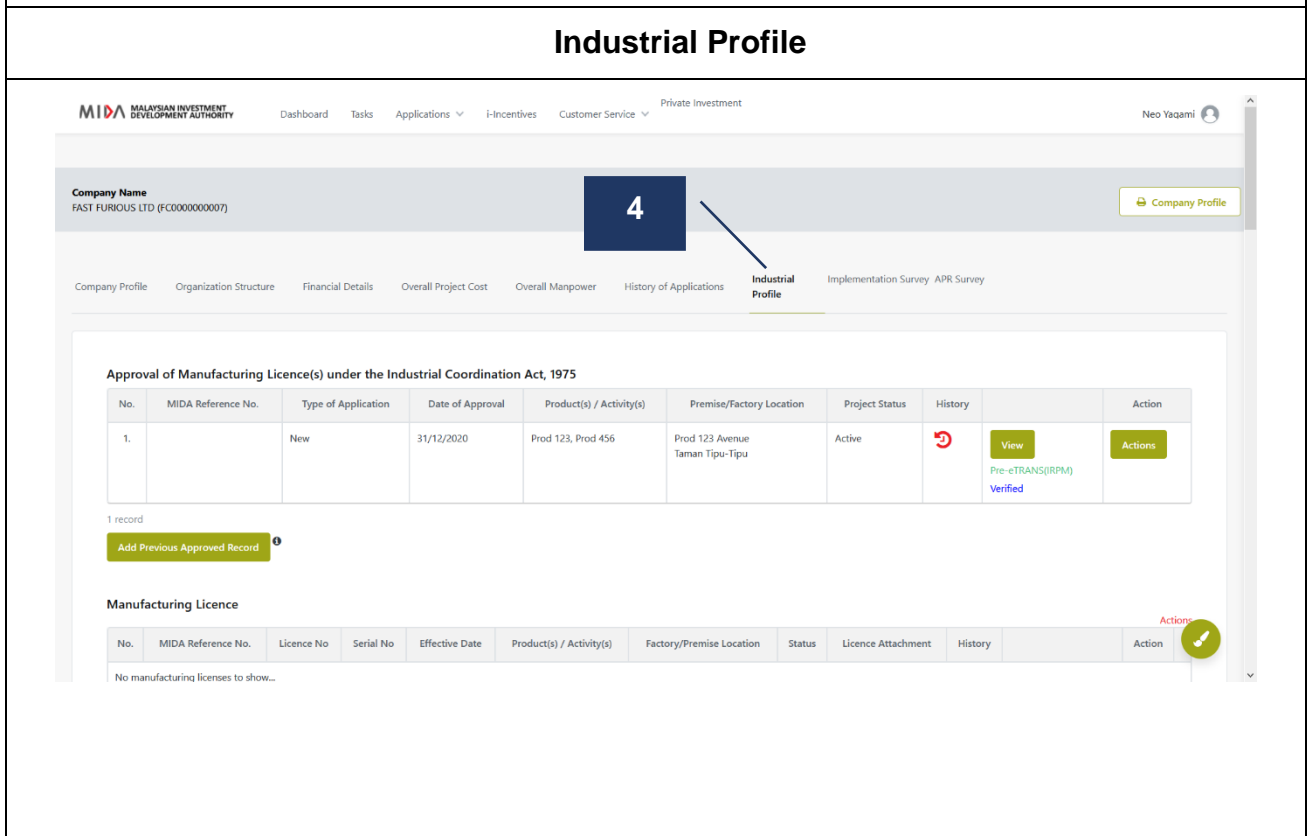 Industrial Profile
MIDA MALAYSIAN INVESTMENT DEVELOPMENT AUTHORITY
Dashboard Tasks Applications i-Incentives Customer Service Private Investment
Neo Yagami
Company Name
FAST FURIOUS LTD (FC0000000007)
4
Company Profile
Company Profile Organization Structure Financial Details Overall Project Cost Overall Manpower History of Applications Industrial Profile Implementation Survey APR Survey
Approval of Manufacturing Licence(s) under the Industrial Coordination Act, 1975
No. MIDA Reference No. Type of Application Date of Approval Product(s) / Activity(s) Premise/Factory Location Project Status History Action
1. New 31/12/2020 Prod 123, Prod 456 Prod 123 Avenue Active View Actions
Taman Tipu-Tipu
Pre-eTRANS(IRPM)
Verified
1 record
Add Previous Approved Record
Manufacturing Licence
Actions
No. MIDA Reference No. Licence No Serial No Effective Date Product(s) / Activity(s) Factory/Premise Location Status Licence Attachment History Action
No manufacturing licenses to show...